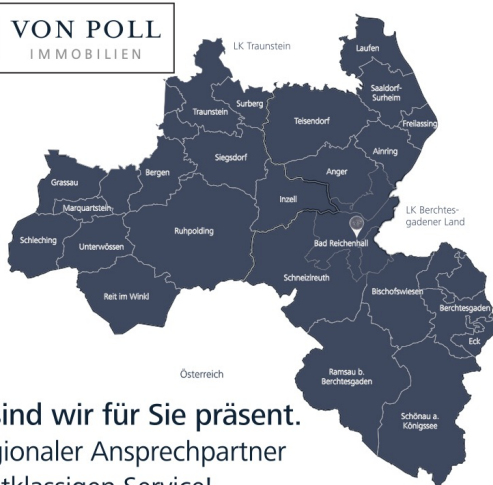 VON POLL
IMMOBILIEN
LK Traunstein
Laufen
Saaldorf-
Surheim
Surberg
Traunstein
Teisendorf
Freilassing
Ainring
Siegsdorf
Anger
Bergen
Grassau
Inzell
Marquartstein
LK Berchtes-
gadener Land
Ruhpolding
Schleching
Unterwössen
Bad Reichenhall
Schneizlreuth
Bischofswiesen
Reit im Winkl
Berchtesgaden
Eck
Österreich
Ramsau b.
Berchtesgaden
Schönau a.
Königssee
sind wir für Sie präsent.
gionaler Ansprechpartner
tklassigen Service!